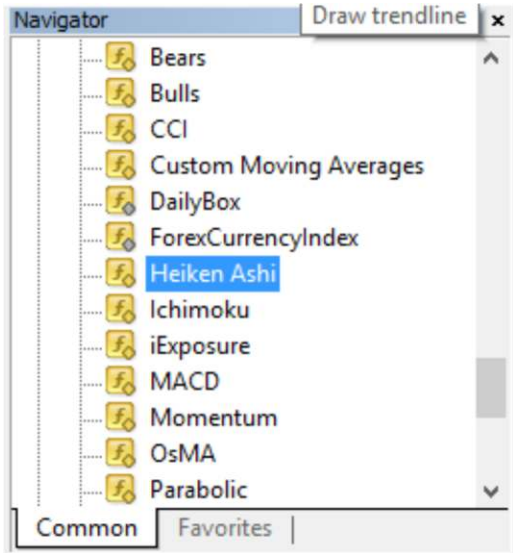 Navigator
Draw trendline
Bears
Bulls
CCI
Custom Moving Averages
DailyBox
ForexCurrencyIndex
Heiken Ashi
Ichimoku
iExposure
MACD
Momentum
OsMA
Parabolic
Common
Favorites